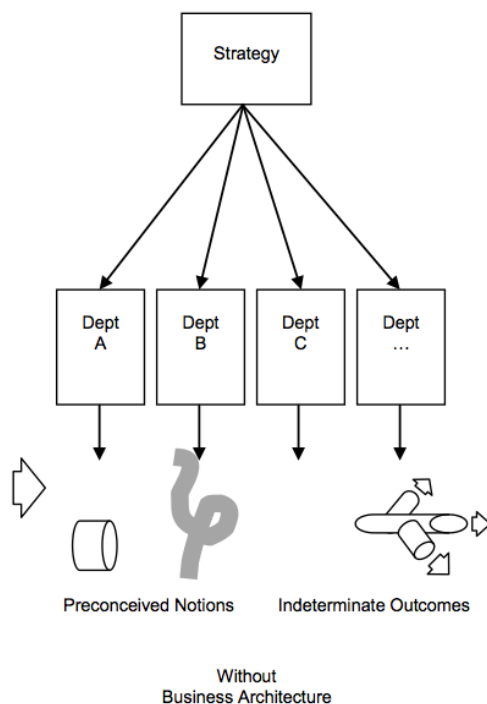 Strategy
Dept
A
Dept
B
Dept
C
Dept
...
Preconceived Notions
Indeterminate Outcomes
Without
Business Architecture